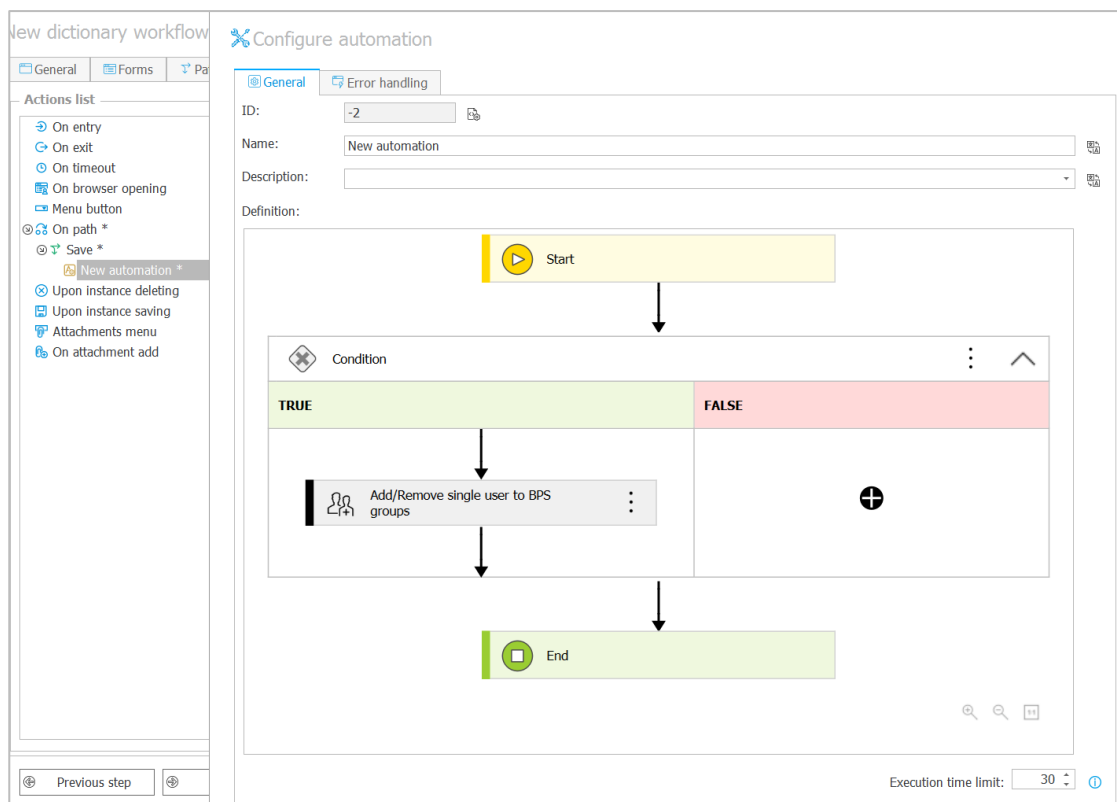 New dictionary workflow
General
Forms
Pa
Actions list
On entry
On exit
On timeout
On browser opening
Menu button
On path *
Save *
New automation *
Upon instance deleting
Upon instance saving
Attachments menu
On attachment add
Previous step
Configure automation
General
Error handling
ID:
-2
Name:
New automation
Description:
Definition:
Start
Condition
TRUE
FALSE
Add/Remove single user to BPS
groups
End
1:1
Execution time limit:
30